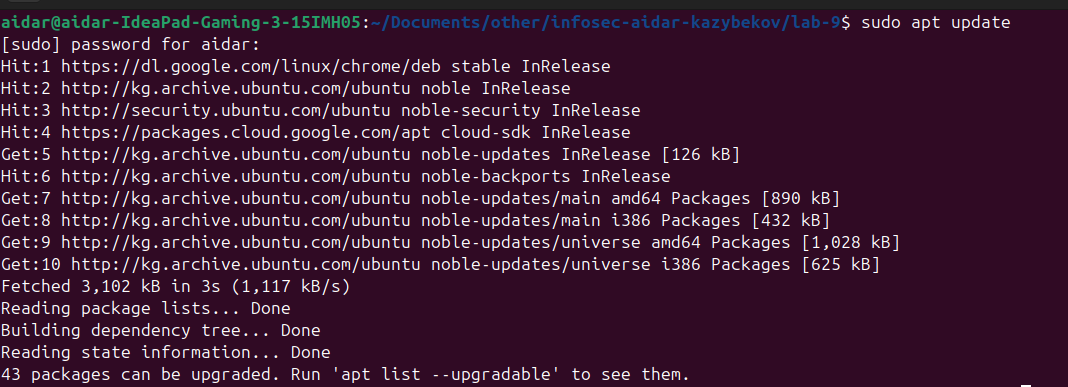 aidar@aidar-IdeaPad-Gaming-3-15IMH05:~/Documents/other/infosec-aidar-kazybekov/lab-9$ sudo apt update
[sudo] password for aidar:
Hit:1 https://dl.google.com/linux/chrome/deb stable InRelease
Hit:2 http://kg.archive.ubuntu.com/ubuntu noble InRelease
Hit:3 http://security.ubuntu.com/ubuntu noble-security InRelease
Hit:4 https://packages.cloud.google.com/apt cloud-sdk InRelease
Get:5 http://kg.archive.ubuntu.com/ubuntu noble-updates InRelease [126 kB]
Hit:6 http://kg.archive.ubuntu.com/ubuntu noble-backports InRelease
Get:7 http://kg.archive.ubuntu.com/ubuntu noble-updates/main amd64 Packages [890 kB]
Get:8 http://kg.archive.ubuntu.com/ubuntu noble-updates/main i386 Packages [432 kB]
Get:9 http://kg.archive.ubuntu.com/ubuntu noble-updates/universe amd64 Packages [1,028 kB]
Get:10 http://kg.archive.ubuntu.com/ubuntu noble-updates/universe i386 Packages [625 kB]
Fetched 3,102 kB in 3s (1,117 kB/s)
Reading package lists... Done
Building dependency tree... Done
Reading state information... Done
43 packages can be upgraded. Run 'apt list --upgradable' to see them.